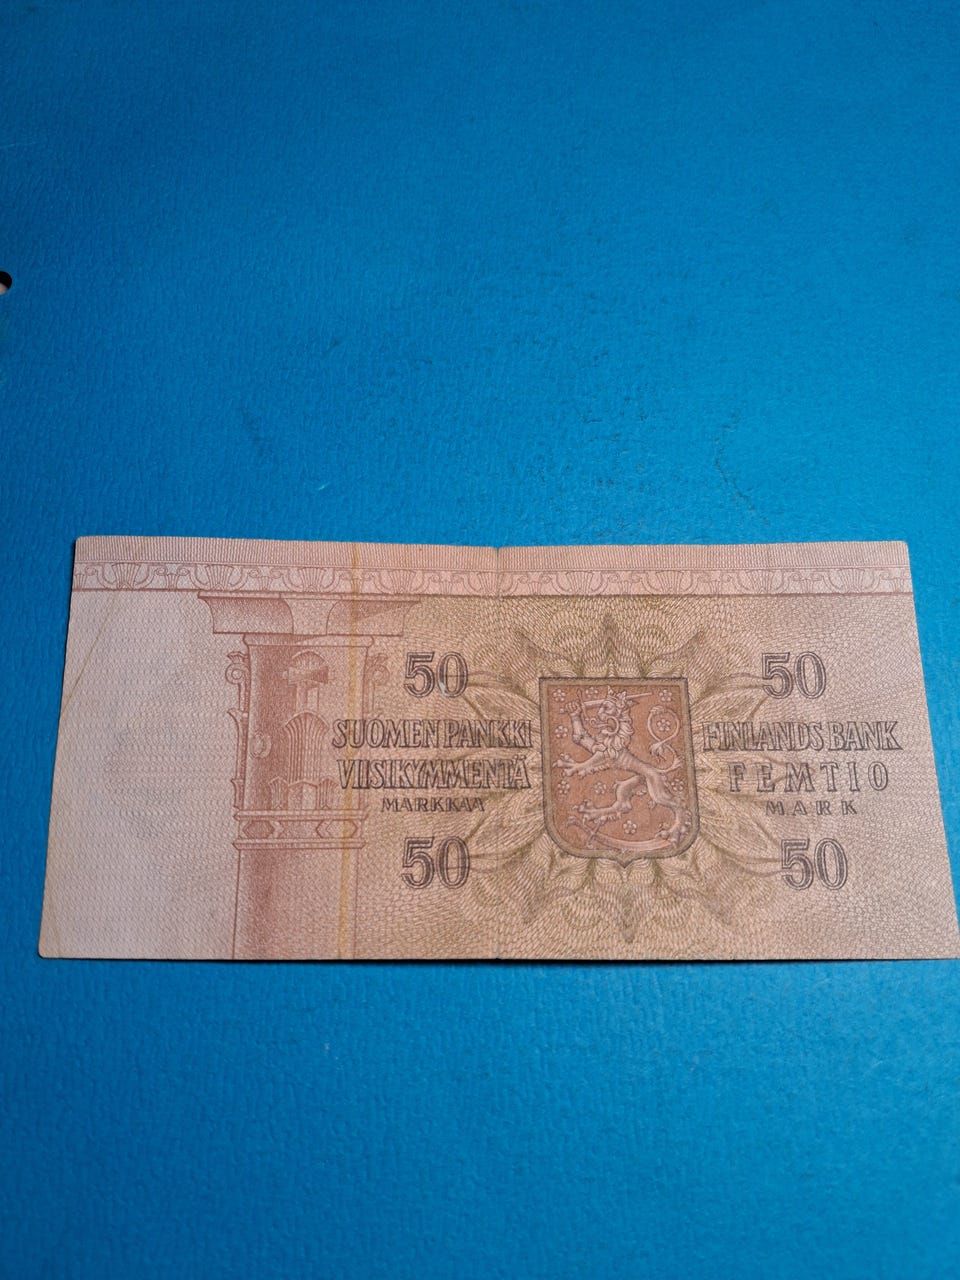 50 50
SUOMEN PANKKI
VIISIKYMMENTÄ
MARKKAA
FINLANDS BANK
FEMTIO
MARK
50 50